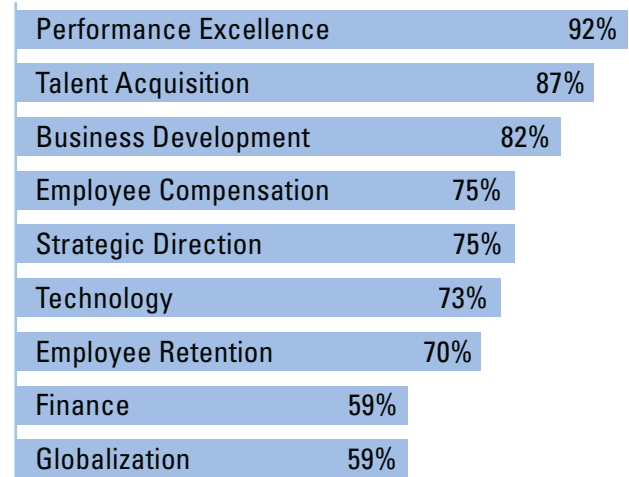 Performance Excellence 92%
Talent Acquisition 87%
Business Development 82%
Employee Compensation 75%
Strategic Direction 75%
Technology 73%
Employee Retention 70%
Finance 59%
Globalization 59%